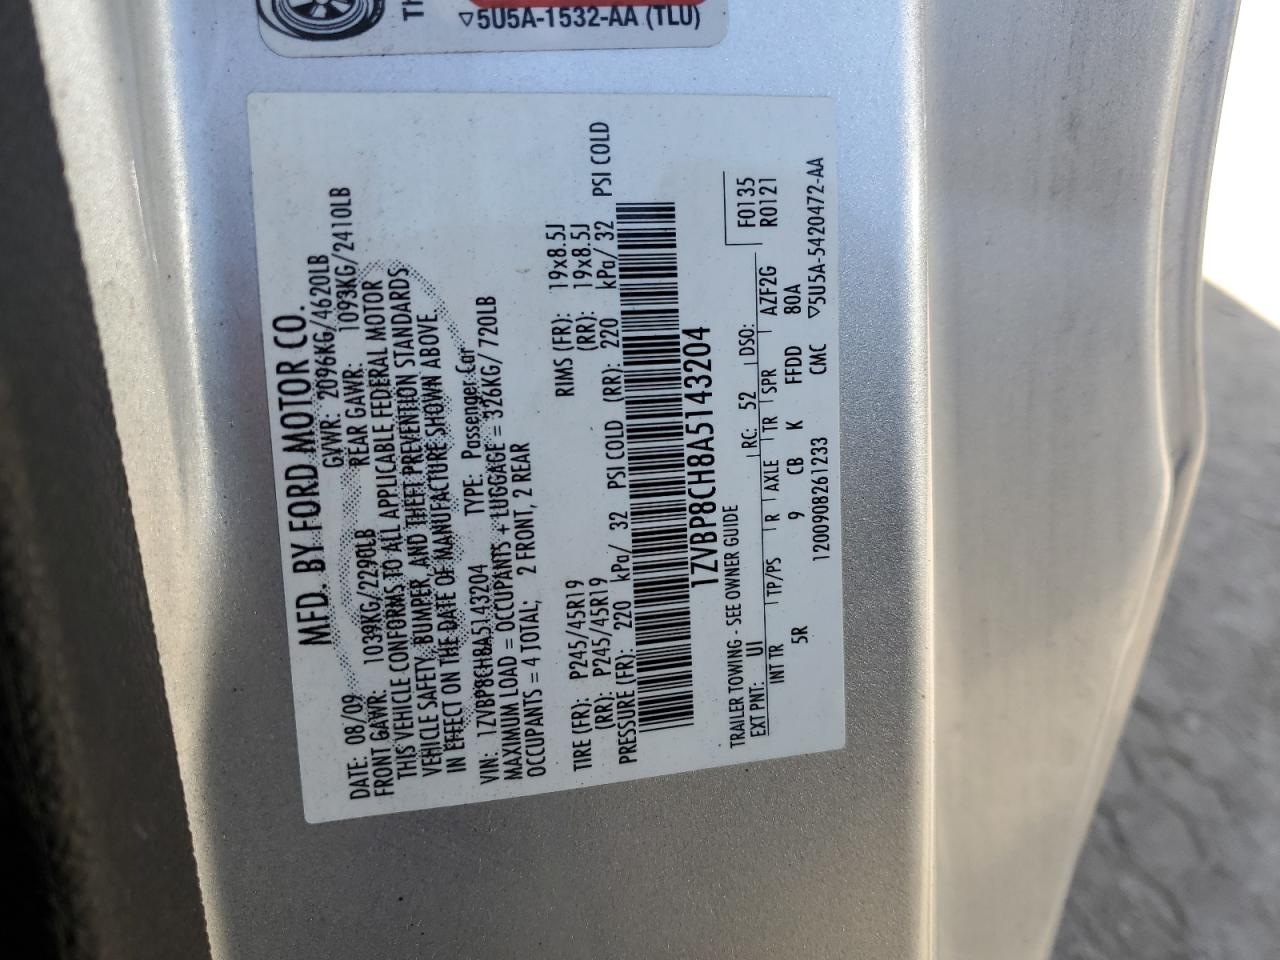 TH
▽5U5A-1532-AA (TLU)
MFD. BY FORD MOTOR CO.
DATE: 08/09 GVWR: 2096KG/4620LB
FRONT GAWR: 1039KG/2290LB REAR GAWR: 1093KG/2410LB
THIS VEHICLE CONFORMS TO ALL APPLICABLE FEDERAL MOTOR
VEHICLE SAFETY, BUMPER, AND THEFT PREVENTION STANDARDS
IN EFFECT ON THE DATE OF MANUFACTURE SHOWN ABOVE.
VIN: 1ZVBP8CH8A5143204 TYPE: Passenger Car
MAXIMUM LOAD = OCCUPANTS + LUGGAGE = 326KG/720LB
OCCUPANTS = 4 TOTAL; 2 FRONT, 2 REAR
TIRE (FR): P245/45R19 RIMS (FR): 19x8.5J
(RR): P245/45R19 (RR): 19x8.5J
PRESSURE (FR): 220 kPa/ 32 PSI COLD (RR): 220 kPa/ 32 PSI COLD
1ZVBP8CH8A5143204
TRAILER TOWING - SEE OWNER GUIDE F0135
EXT PNT: UI RC: 52 DSO: R0121
INT TR TP/PS R AXLE TR SPR AZF2G
5R 9 CB K FFDD 80A
1200908261233 CMC ▽5U5A-5420472-AA